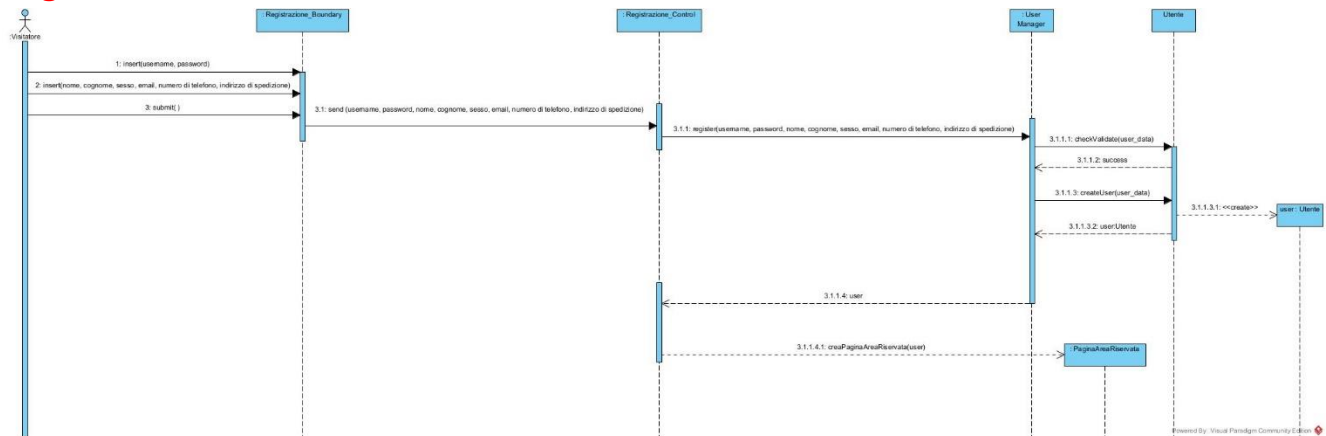 : Registrazione_Boundary
: Registrazione_Control
: User
Manager
Utente
:Visitatore
1: insert(username, password)
2: insert(nome, cognome, sesso, email, numero di telefono, indirizzo di spedizione)
3: submit( )
3.1: send (username, password, nome, cognome, sesso, email, numero di telefono, indirizzo di spedizione)
3.1.1: register(username, password, nome, cognome, sesso, email, numero di telefono, indirizzo di spedizione)
3.1.1.1: checkValidate(user_data)
3.1.1.2: success
3.1.1.3: createUser(user_data)
3.1.1.3.1: <<create>>
user : Utente
3.1.1.3.2: user:Utente
3.1.1.4: user
3.1.1.4.1: creaPaginaAreaRiservata(user)
: PaginaAreaRiservata
Powered By: Visual Paradigm Community Edition